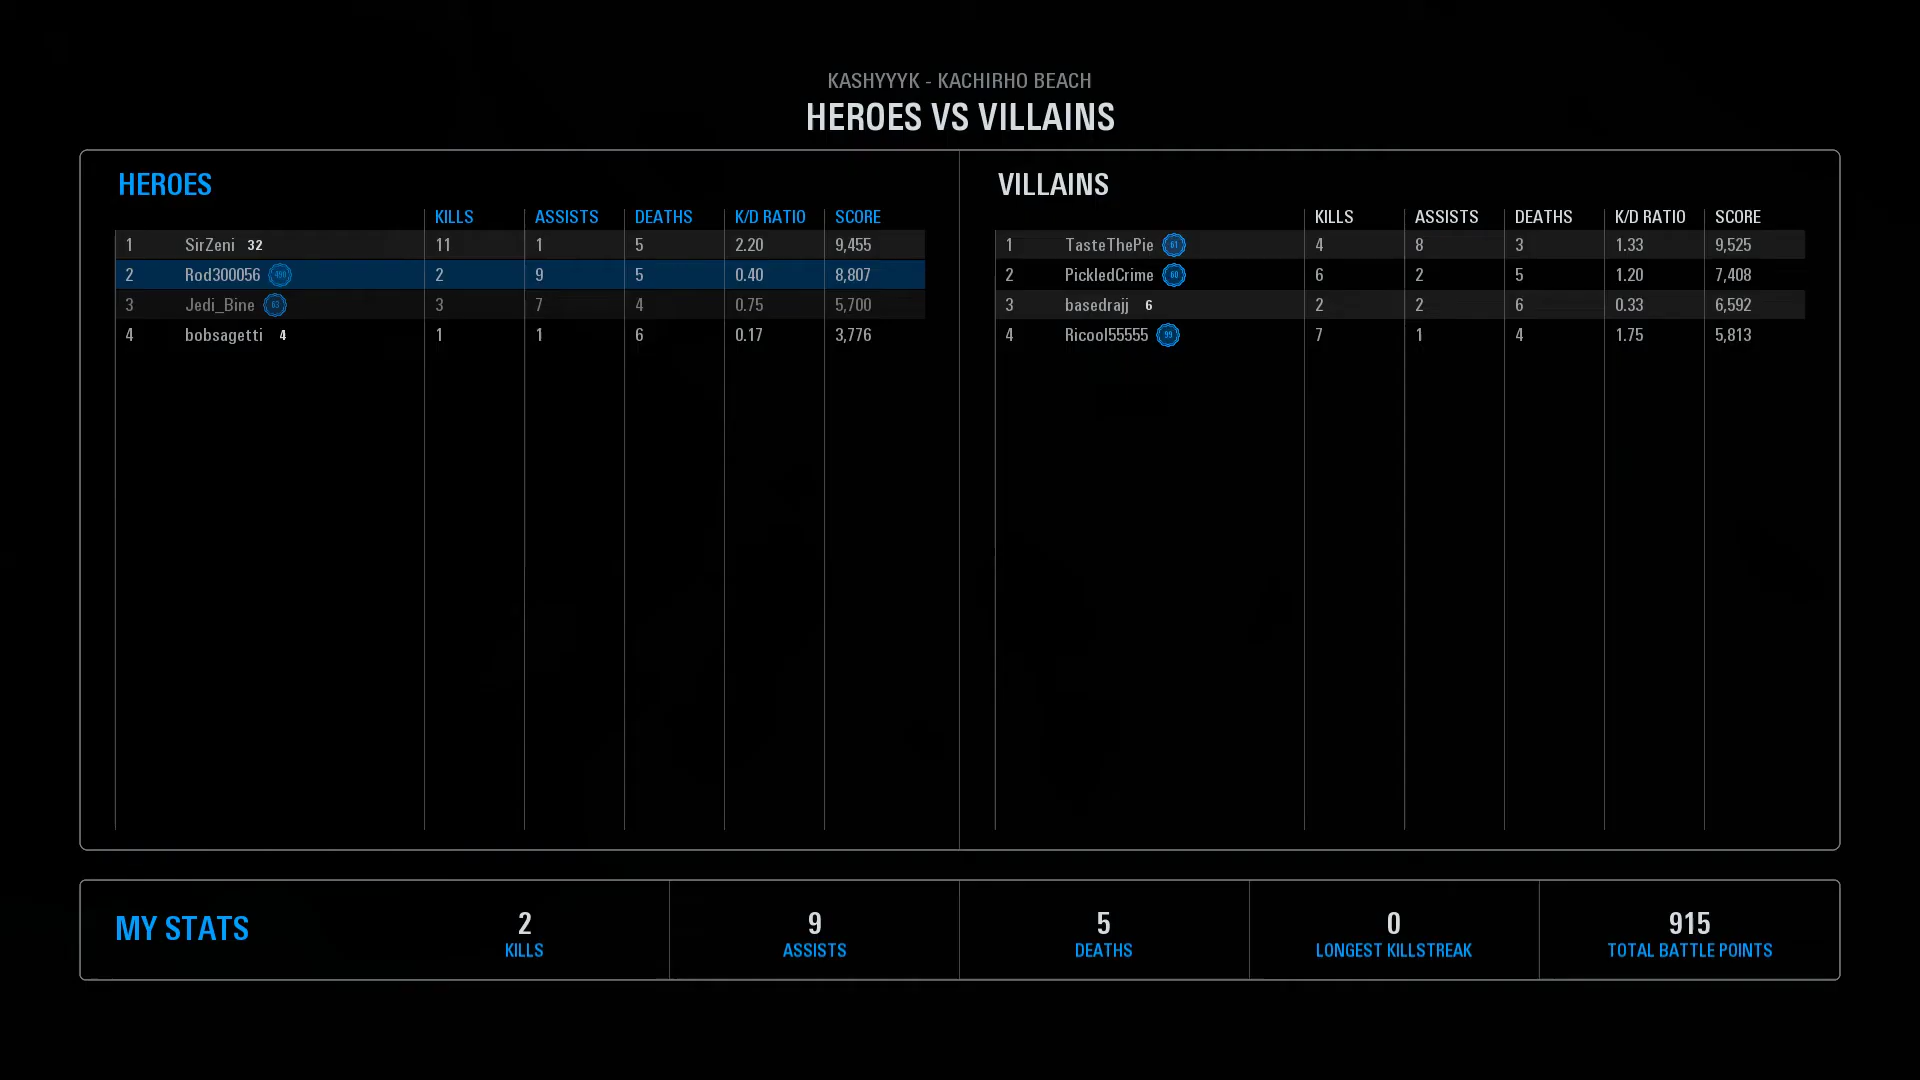 KASHYYYK - KACHIRHO BEACH
HEROES VS VILLAINS
HEROES
KILLS ASSISTS DEATHS K/D RATIO SCORE
1 SirZeni 32 11 1 5 2.20 9,455
2 Rod300056 2 9 5 0.40 8,807
3 Jedi_Bine 63 3 7 4 0.75 5,700
4 bobsagetti 4 1 1 6 0.17 3,776
VILLAINS
KILLS ASSISTS DEATHS K/D RATIO SCORE
1 TasteThePie 61 4 8 3 1.33 9,525
2 PickledCrime 60 6 2 5 1.20 7,408
3 basedrajj 6 2 2 6 0.33 6,592
4 Ricool55555 99 7 1 4 1.75 5,813
MY STATS
2 9 5 0 915
KILLS ASSISTS DEATHS LONGEST KILLSTREAK TOTAL BATTLE POINTS